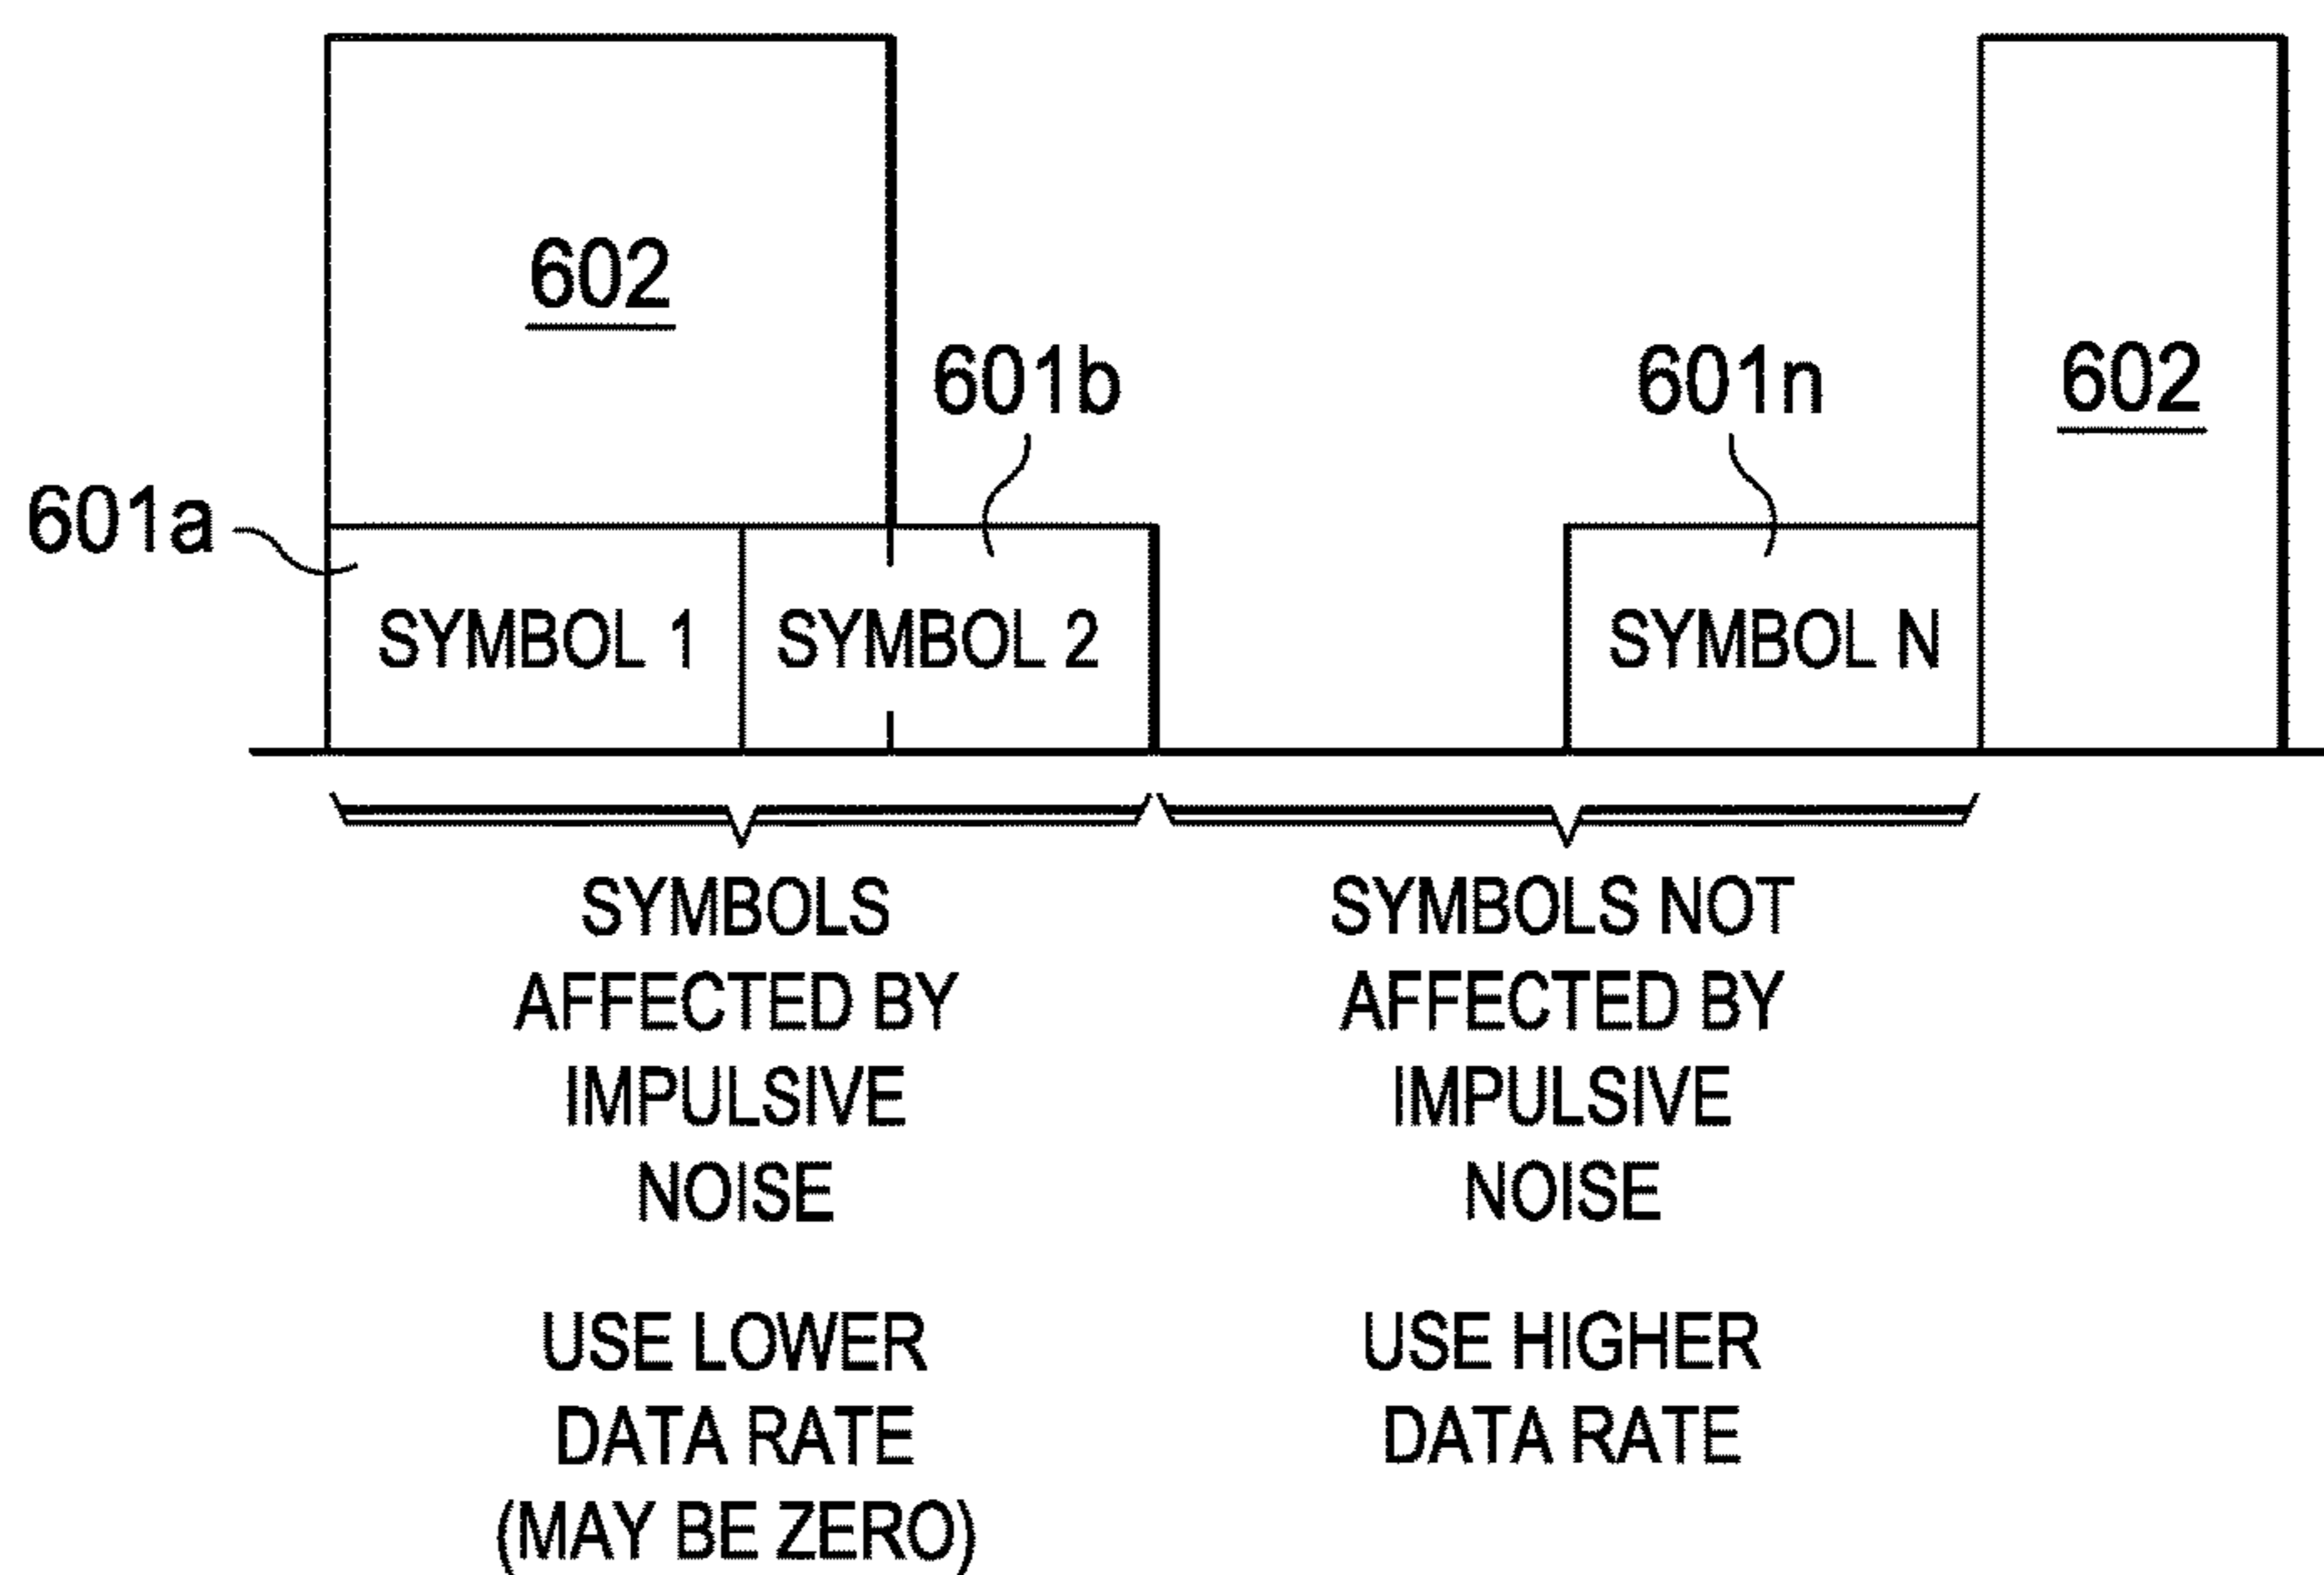 602
601b
601n
602
601a
SYMBOL 1
SYMBOL 2
SYMBOL N
SYMBOLS
AFFECTED BY
IMPULSIVE
NOISE
USE LOWER
DATA RATE
(MAY BE ZERO)
SYMBOLS NOT
AFFECTED BY
IMPULSIVE
NOISE
USE HIGHER
DATA RATE